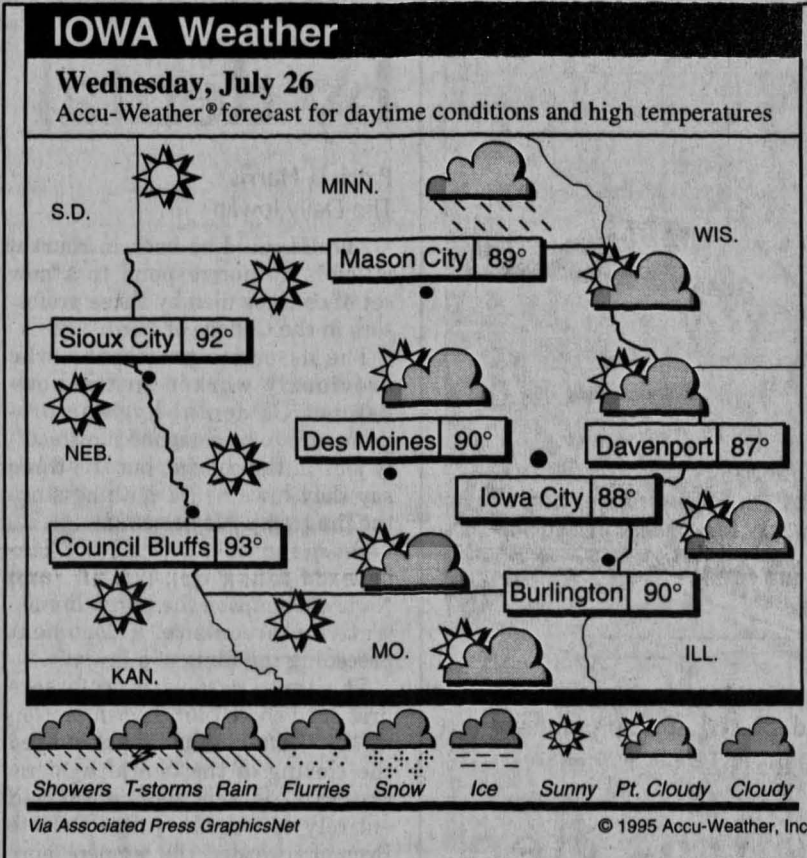 IOWA Weather
Wednesday, July 26
Accu-Weather® forecast for daytime conditions and high temperatures
S.D.
MINN.
WIS.
Mason City 89°
Sioux City 92°
NEB.
Des Moines 90°
Davenport 87°
Iowa City 88°
Council Bluffs 93°
Burlington 90°
KAN.
MO.
ILL.
Showers T-storms Rain Flurries Snow Ice Sunny Pt. Cloudy Cloudy
Via Associated Press GraphicsNet © 1995 Accu-Weather, Inc